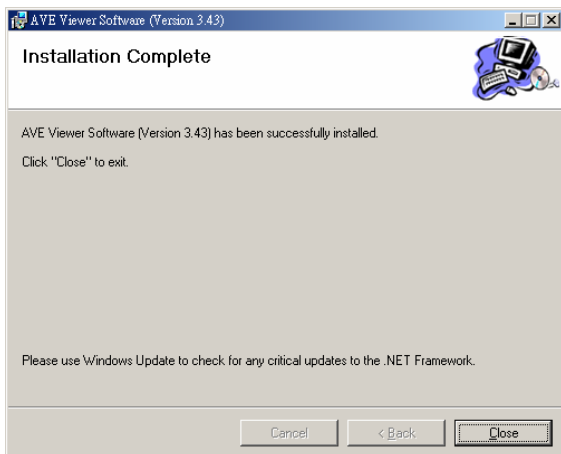 AVE Viewer Software (Version 3.43)
Installation Complete
AVE Viewer Software (Version 3.43) has been successfully installed.
Click "Close" to exit.
Please use Windows Update to check for any critical updates to the .NET Framework.
Cancel
< Back
Close